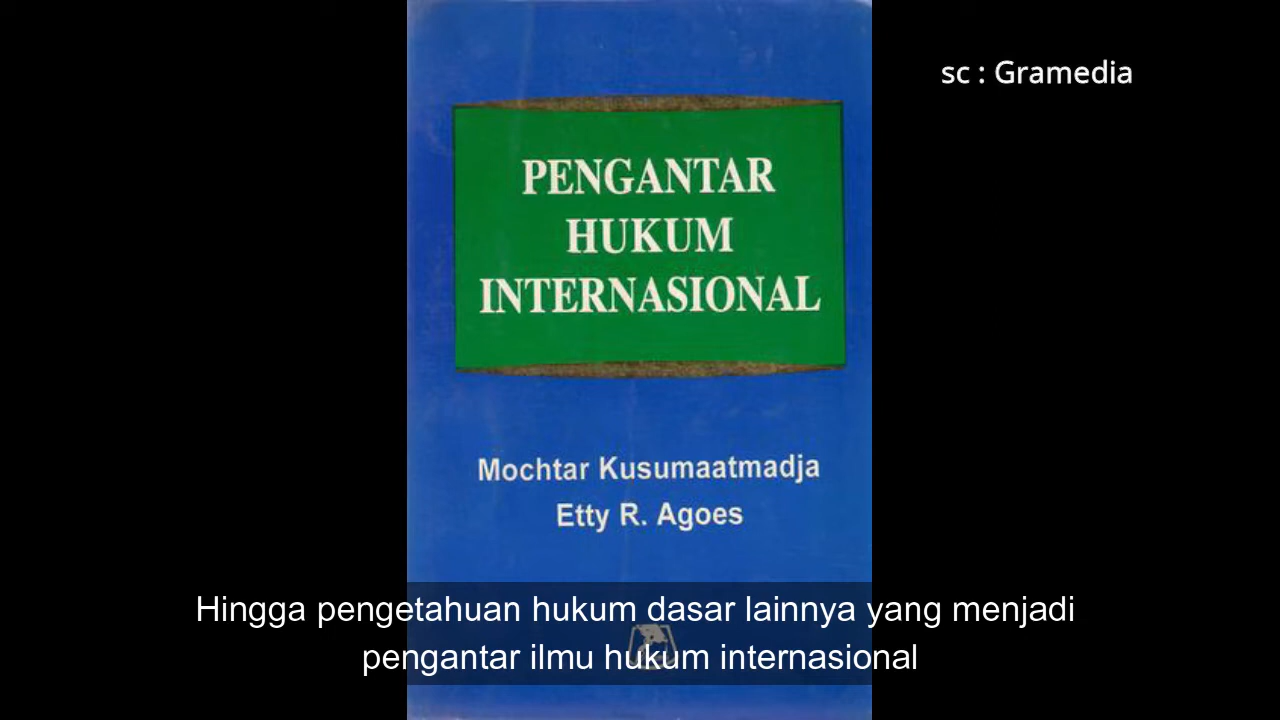 sc : Gramedia
PENGANTAR
HUKUM
INTERNASIONAL
Mochtar Kusumaatmadja
Etty R. Agoes
Hingga pengetahuan hukum dasar lainnya yang menjadi
pengantar ilmu hukum internasional